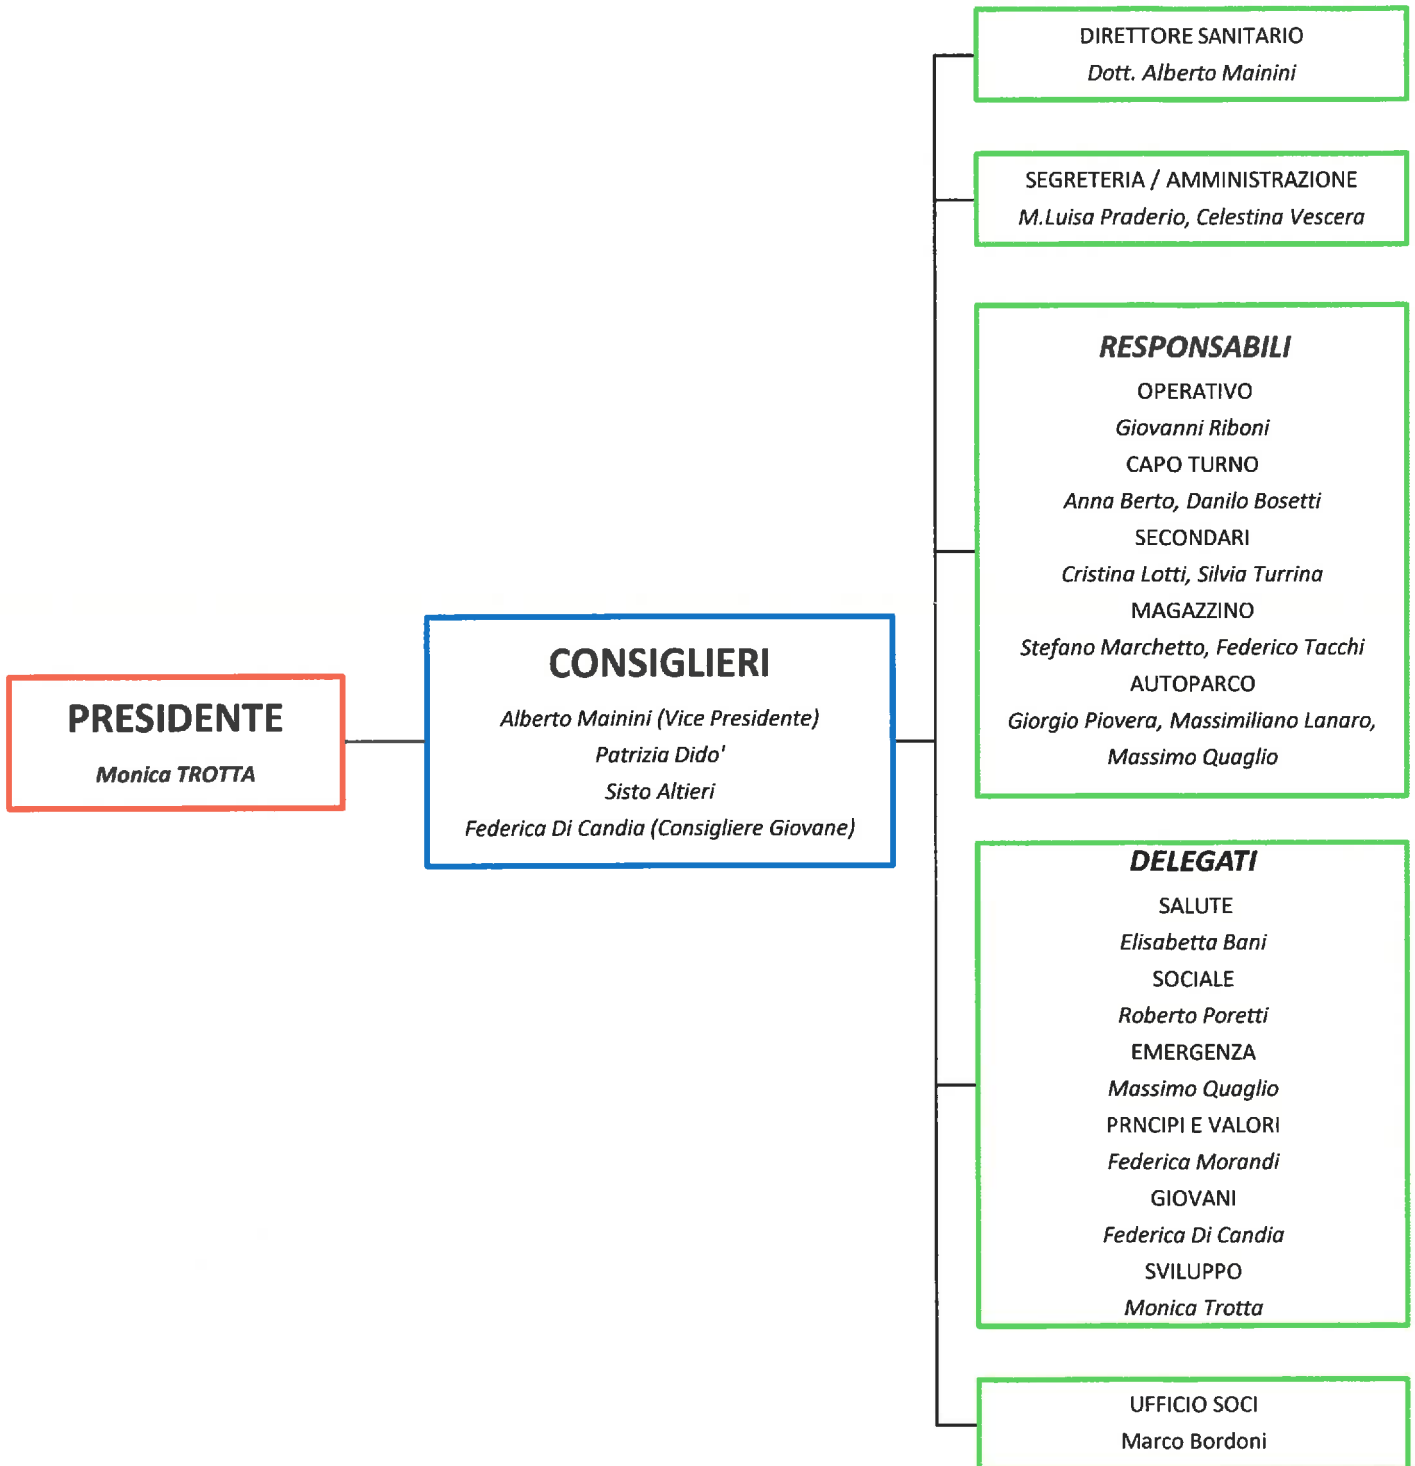 PRESIDENTE
Monica TROTTA
CONSIGLIERI
Alberto Mainini (Vice Presidente)
Patrizia Dido'
Sisto Altieri
Federica Di Candia (Consigliere Giovane)
DIRETTORE SANITARIO
Dott. Alberto Mainini
SEGRETERIA / AMMINISTRAZIONE
M.Luisa Praderio, Celestina Vescera
RESPONSABILI
OPERATIVO
Giovanni Riboni
CAPO TURNO
Anna Berto, Danilo Bosetti
SECONDARI
Cristina Lotti, Silvia Turrina
MAGAZZINO
Stefano Marchetto, Federico Tacchi
AUTOPARCO
Giorgio Piovera, Massimiliano Lanaro,
Massimo Quaglio
DELEGATI
SALUTE
Elisabetta Bani
SOCIALE
Roberto Poretti
EMERGENZA
Massimo Quaglio
PRNCIPI E VALORI
Federica Morandi
GIOVANI
Federica Di Candia
SVILUPPO
Monica Trotta
UFFICIO SOCI
Marco Bordoni